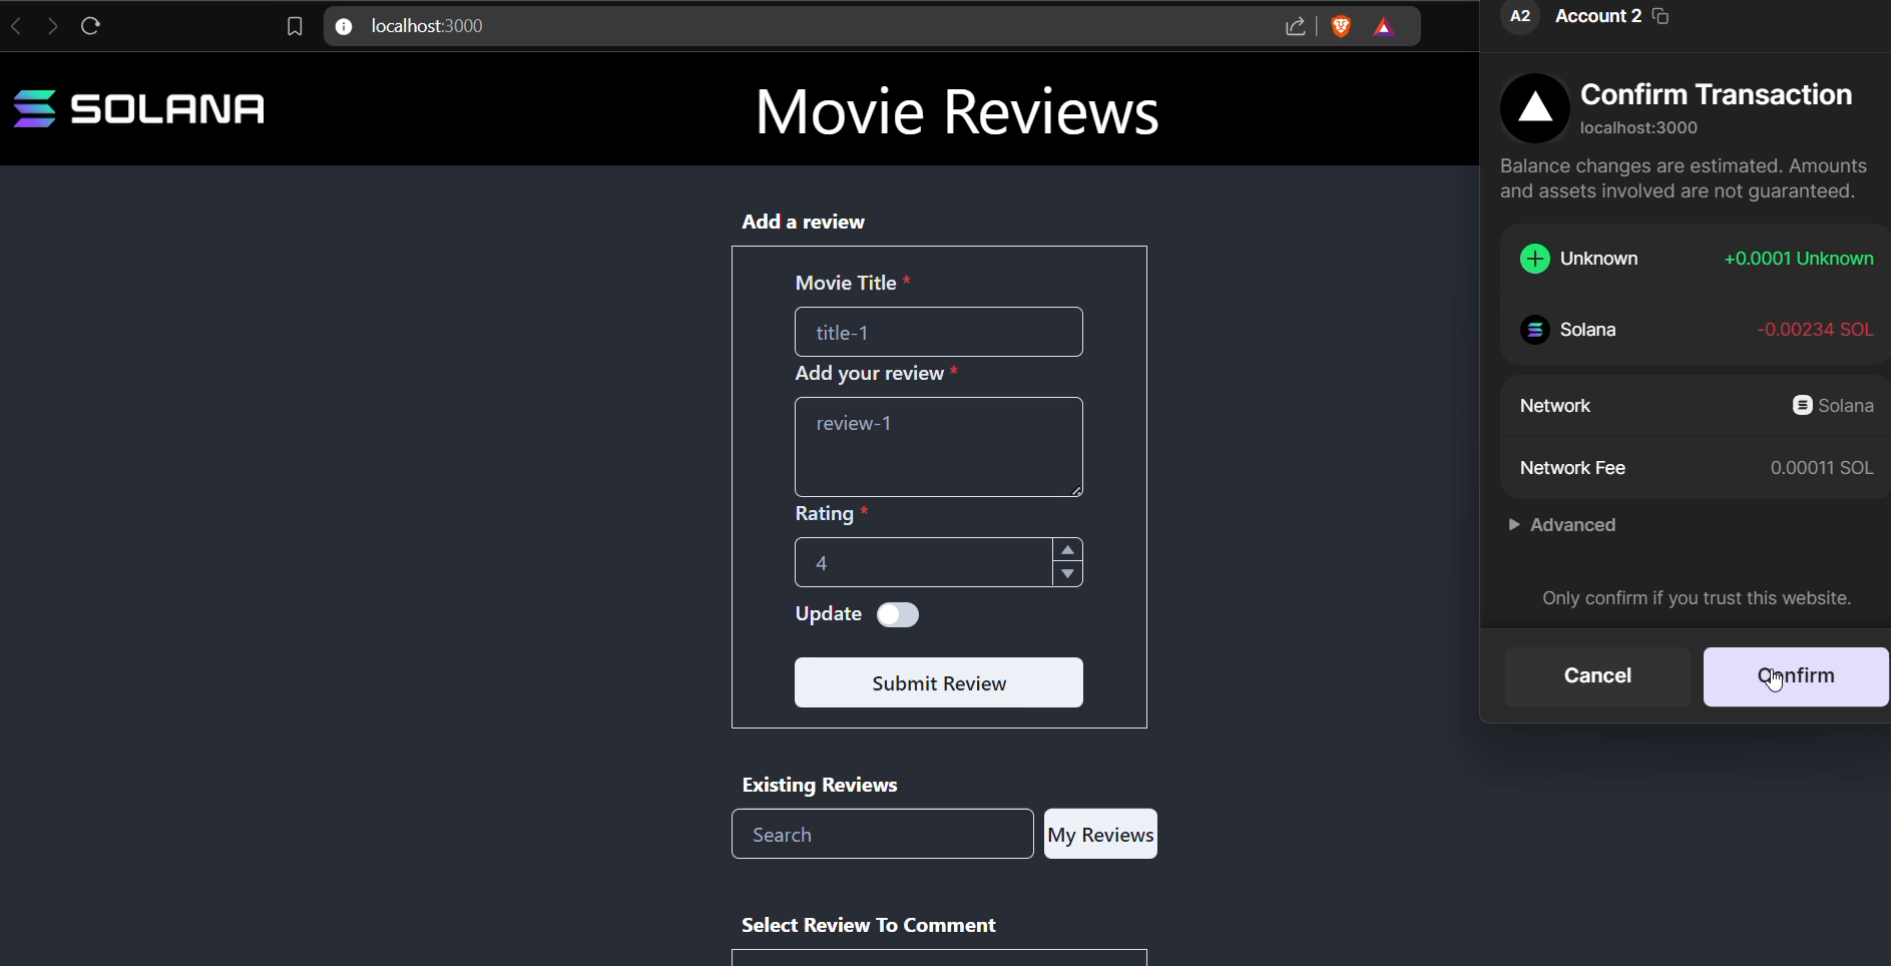 localhost:3000
SOLANA
Movie Reviews
Add a review
Movie Title *
title-1
Add your review *
review-1
Rating *
4
Update
Submit Review
Existing Reviews
Search
My Reviews
Select Review To Comment
A2
Account 2
Confirm Transaction
localhost:3000
Balance changes are estimated. Amounts
and assets involved are not guaranteed.
Unknown +0.0001 Unknown
Solana -0.00234 SOL
Network Solana
Network Fee 0.00011 SOL
Advanced
Only confirm if you trust this website.
Cancel
Confirm